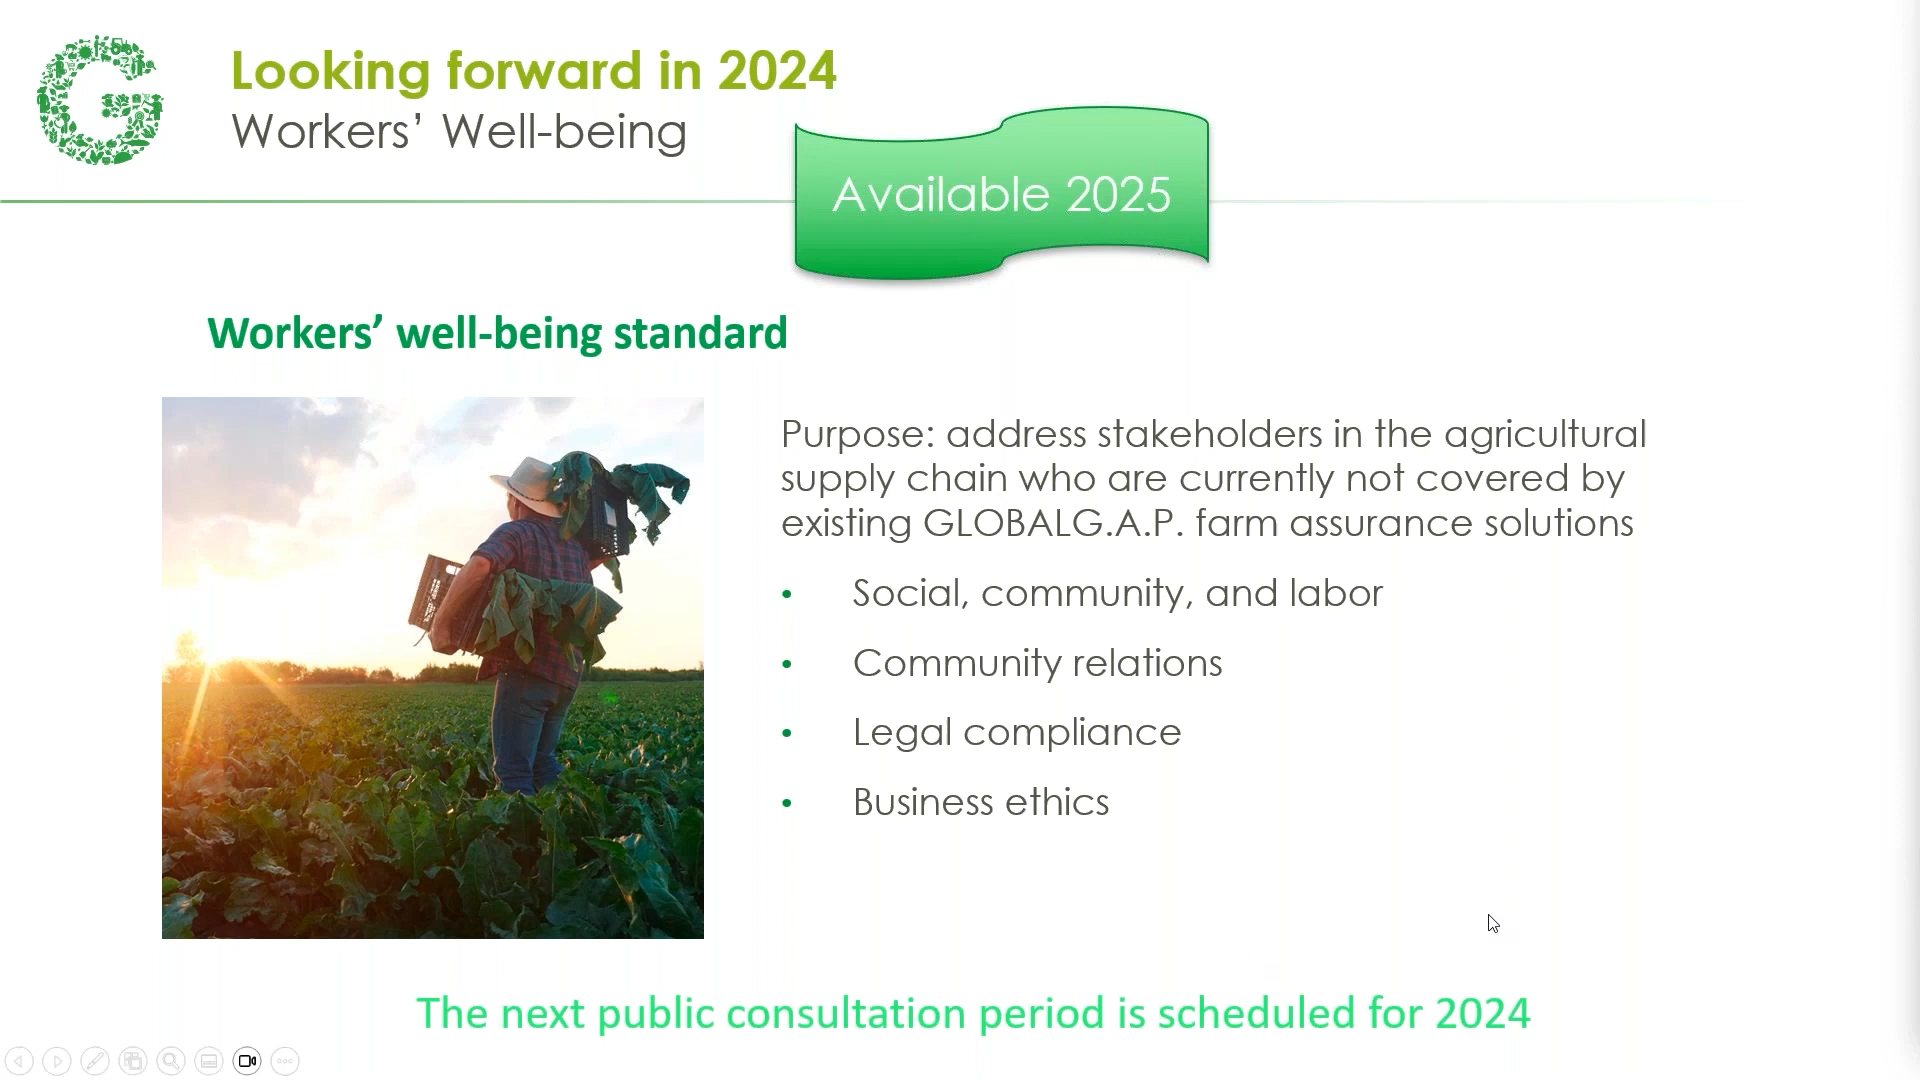 Looking forward in 2024
Workers’ Well-being
Available 2025
Workers’ well-being standard
Purpose: address stakeholders in the agricultural
supply chain who are currently not covered by
existing GLOBALG.A.P. farm assurance solutions
• Social, community, and labor
• Community relations
• Legal compliance
• Business ethics
The next public consultation period is scheduled for 2024